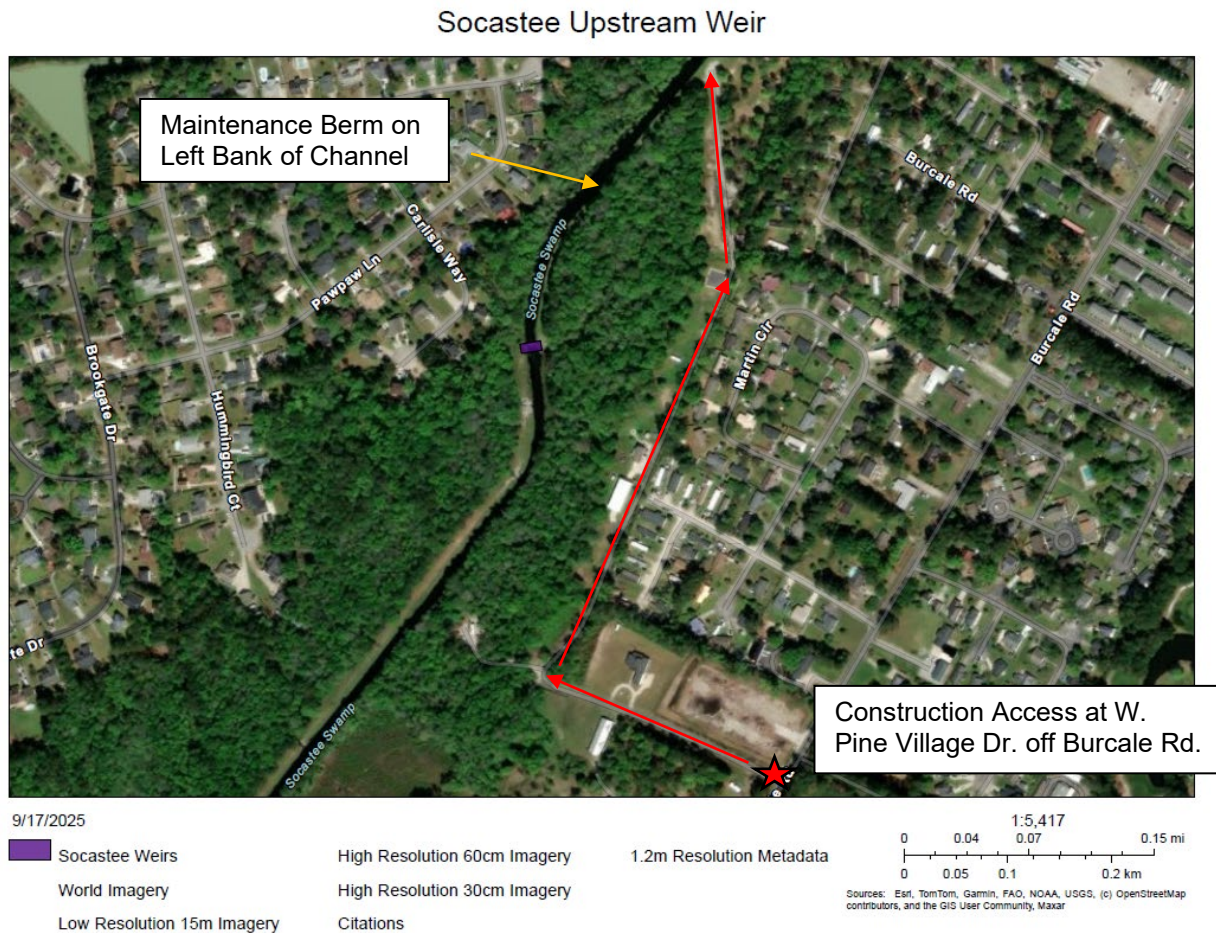 Socastee Upstream Weir
Maintenance Berm on
Left Bank of Channel
Burcale Rd
Carlisle Way
Socastee Swamp
Pawpaw Ln
Burcale Rd
Brookgate Dr
Martin Cir
Hummingbird Ct
te Dr
Socastee Swamp
Construction Access at W.
Pine Village Dr. off Burcale Rd.
9/17/2025
Socastee Weirs
World Imagery
Low Resolution 15m Imagery
High Resolution 60cm Imagery
High Resolution 30cm Imagery
Citations
1.2m Resolution Metadata
1:5,417
0 0.04 0.07 0.15 mi
0 0.05 0.1 0.2 km
Sources: Esri, TomTom, Garmin, FAO, NOAA, USGS, (c) OpenStreetMap
contributors, and the GIS User Community, Maxar